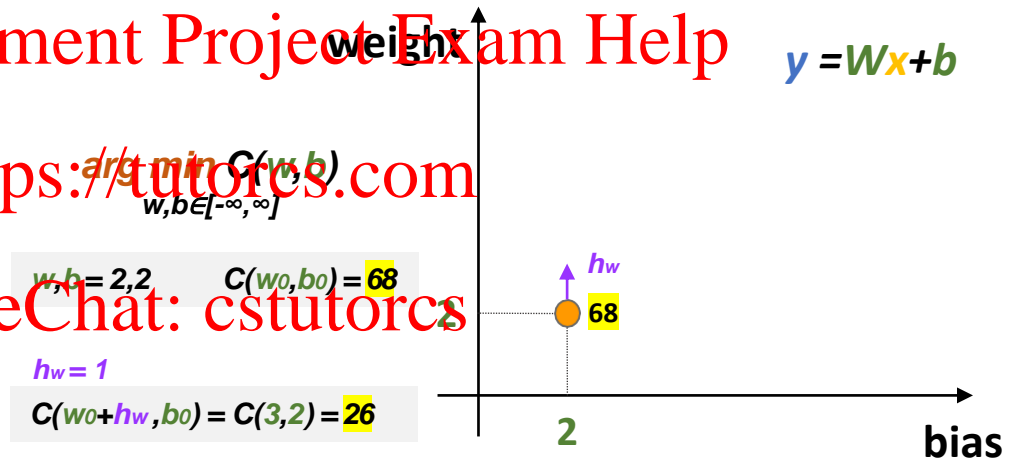 ment Project Exam Help
weight
y =Wx+b
arg min C(w,b)
ps://tutorcs.com
w,b∈[-∞,∞]
w,b = 2,2 C(w0,b0) = 68
eChat: cstutorcs
hw
2
68
hw = 1
C(w0+hw ,b0) = C(3,2) = 26
2
bias